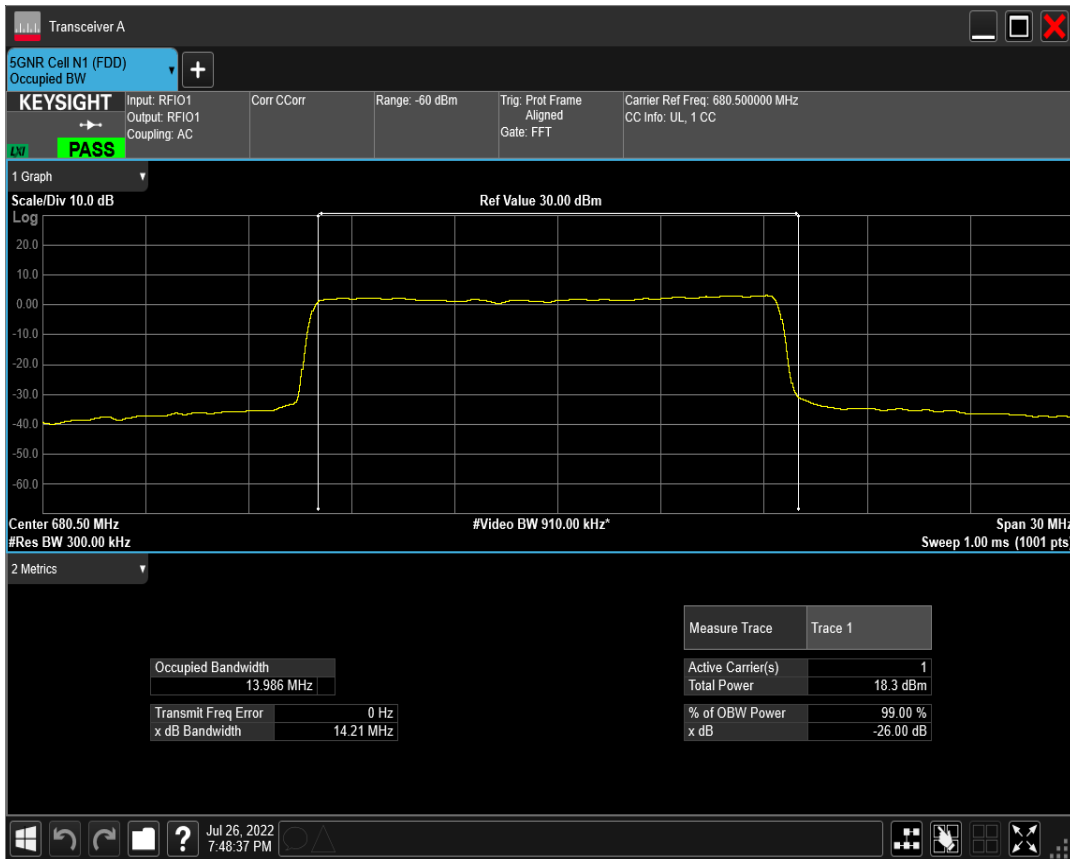 Transceiver A
5GNR Cell N1 (FDD)
Occupied BW
KEYSIGHT
LXI
PASS
Input: RFIO1
Output: RFIO1
Coupling: AC
Corr CCorr
Range: -60 dBm
Trig: Prot Frame
Aligned
Gate: FFT
Carrier Ref Freq: 680.500000 MHz
CC Info: UL, 1 CC
1 Graph
Scale/Div 10.0 dB
Ref Value 30.00 dBm
Log
20.0
10.0
0.00
-10.0
-20.0
-30.0
-40.0
-50.0
-60.0
Center 680.50 MHz
#Video BW 910.00 kHz*
Span 30 MHz
#Res BW 300.00 kHz
Sweep 1.00 ms (1001 pts)
2 Metrics
Measure Trace Trace 1
Occupied Bandwidth
13.986 MHz
Active Carrier(s) 1
Total Power 18.3 dBm
Transmit Freq Error 0 Hz
x dB Bandwidth 14.21 MHz
% of OBW Power 99.00 %
x dB -26.00 dB
?
Jul 26, 2022
7:48:37 PM